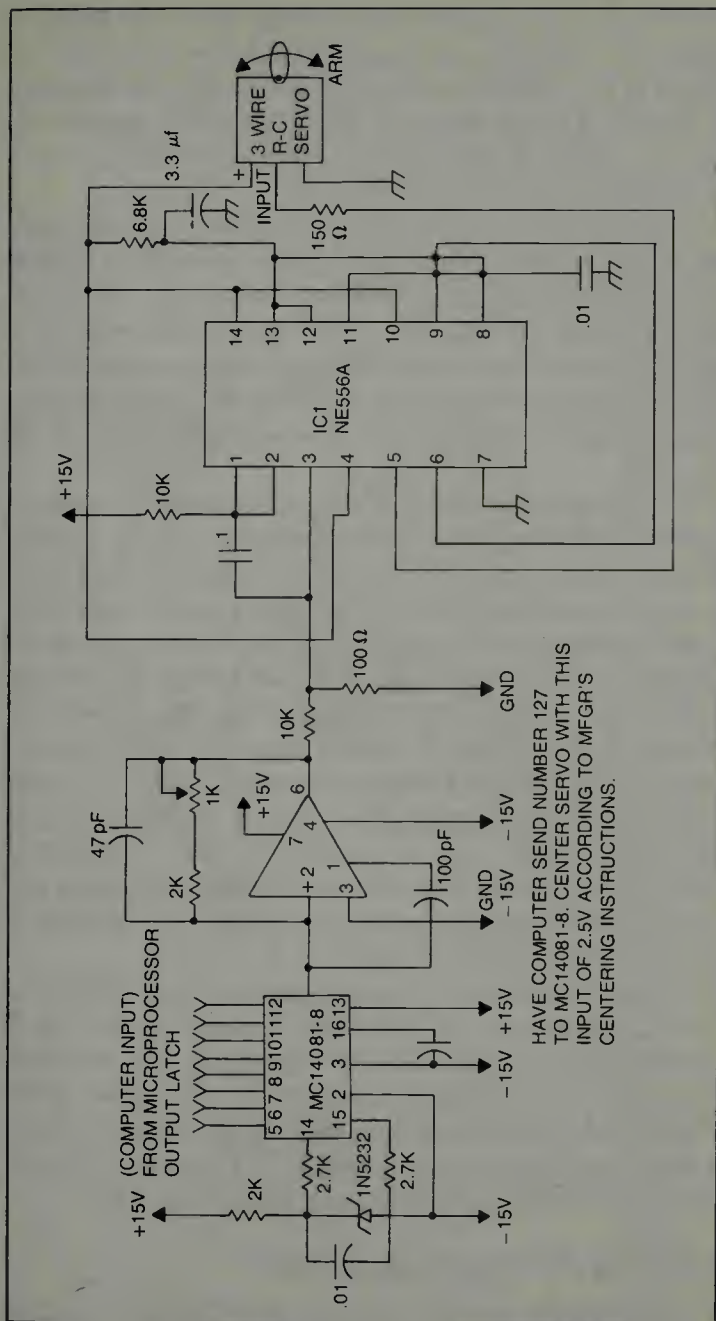 +15V
(COMPUTER INPUT)
FROM MICROPROCESSOR
OUTPUT LATCH
2K
5 6 7 8 9 10 11 12
14
MC14081-8
15 2 3 16 13
2.7K
1N5232
2.7K
.01
−15V
−15V +15V
47pF
2K
1K
+15V
+2
7
6
4
1
3
100pF
−15V
GND
−15V
10K
100 Ω
GND
HAVE COMPUTER SEND NUMBER 127
TO MC14081-8. CENTER SERVO WITH THIS
INPUT OF 2.5V ACCORDING TO MFGR'S
CENTERING INSTRUCTIONS.
+15V
10K
.1
1
2
3
4
5
6
7
IC1
NE556A
14
13
12
11
10
9
8
6.8K
3.3 µf
+
INPUT
150
Ω
.01
3 WIRE
R-C
SERVO
ARM